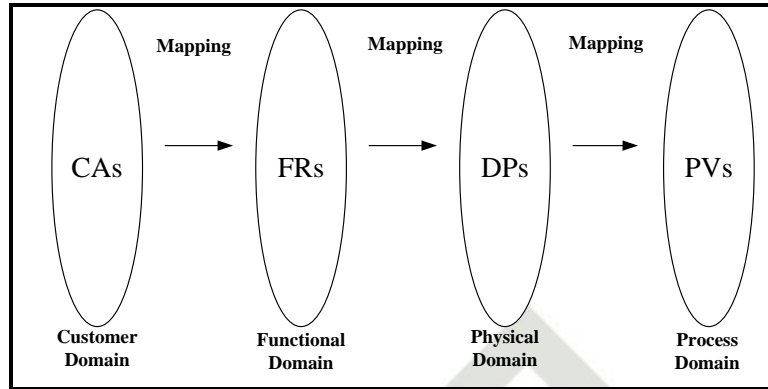 Mapping Mapping Mapping
CAs FRs DPs PVs
Customer Functional Physical Process
Domain Domain Domain Domain